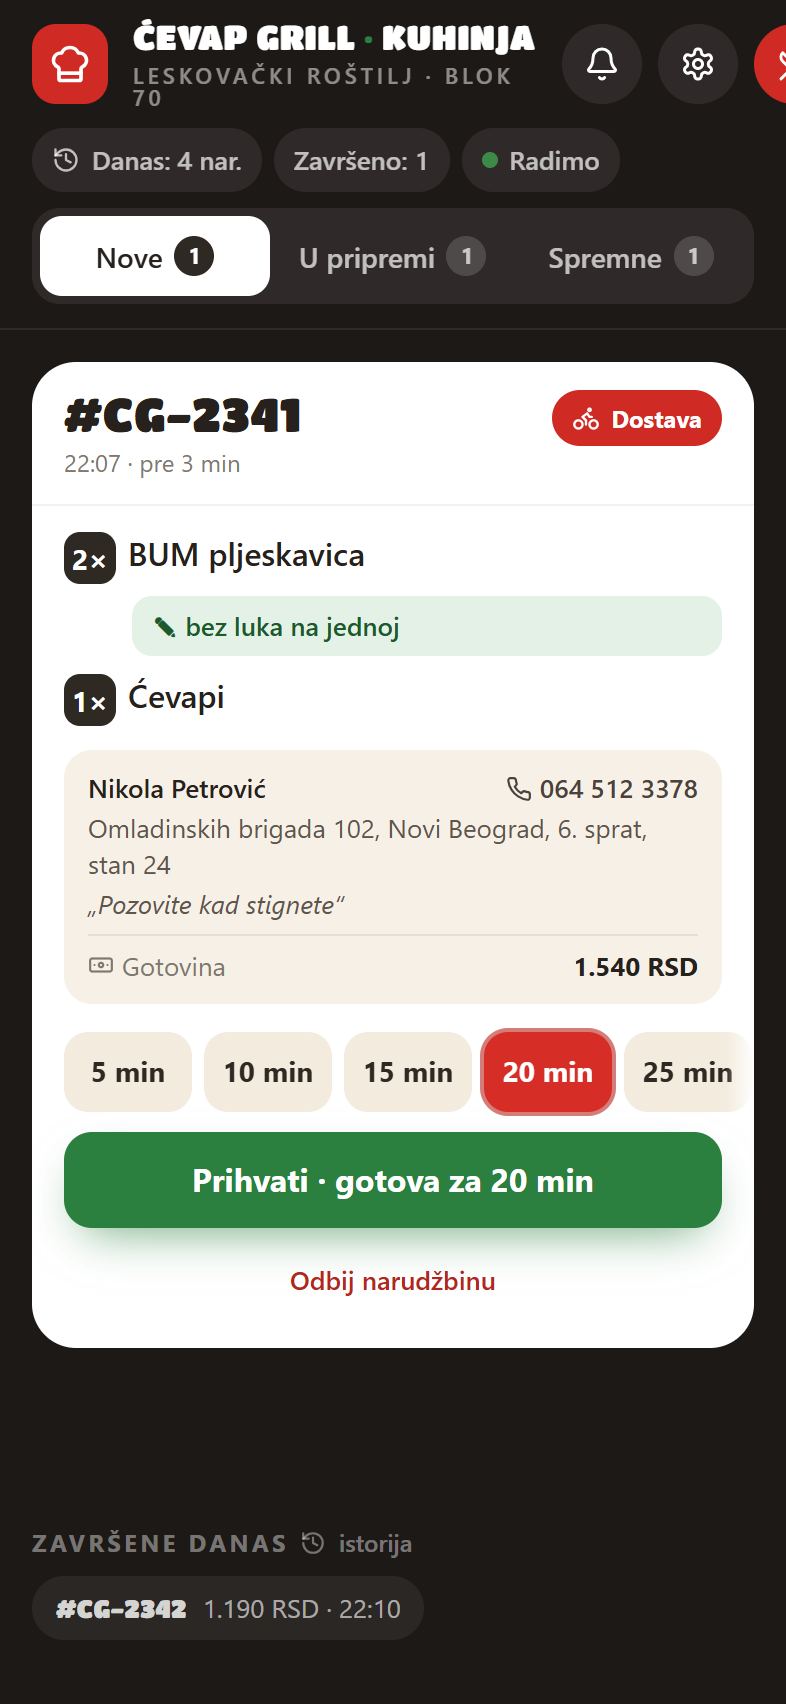 ĆEVAP GRILL · KUHINJA
LESKOVAČKI ROŠTILJ · BLOK
70
Danas: 4 nar.
Završeno: 1
Radimo
Nove 1
U pripremi 1
Spremne 1
#CG-2341
Dostava
22:07 · pre 3 min
2× BUM pljeskavica
bez luka na jednoj
1× Ćevapi
Nikola Petrović
064 512 3378
Omladinskih brigada 102, Novi Beograd, 6. sprat,
stan 24
„Pozovite kad stignete“
Gotovina
1.540 RSD
5 min
10 min
15 min
20 min
25 min
Prihvati · gotova za 20 min
Odbij narudžbinu
ZAVRŠENE DANAS
istorija
#CG-2342 1.190 RSD · 22:10